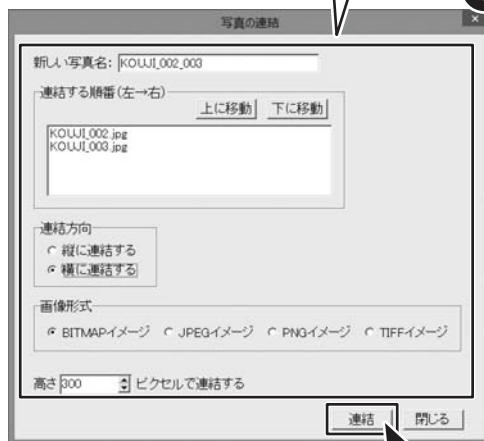 写真の連結
新しい写真名: KOUJI_002_003
連結する順番(左→右)
上に移動 下に移動
KOUJI_002.jpg
KOUJI_003.jpg
連結方向
縦に連結する
横に連結する
画像形式
BITMAPイメージ JPEGイメージ PNGイメージ TIFFイメージ
高さ 300 ピクセルで連結する
連結 閉じる